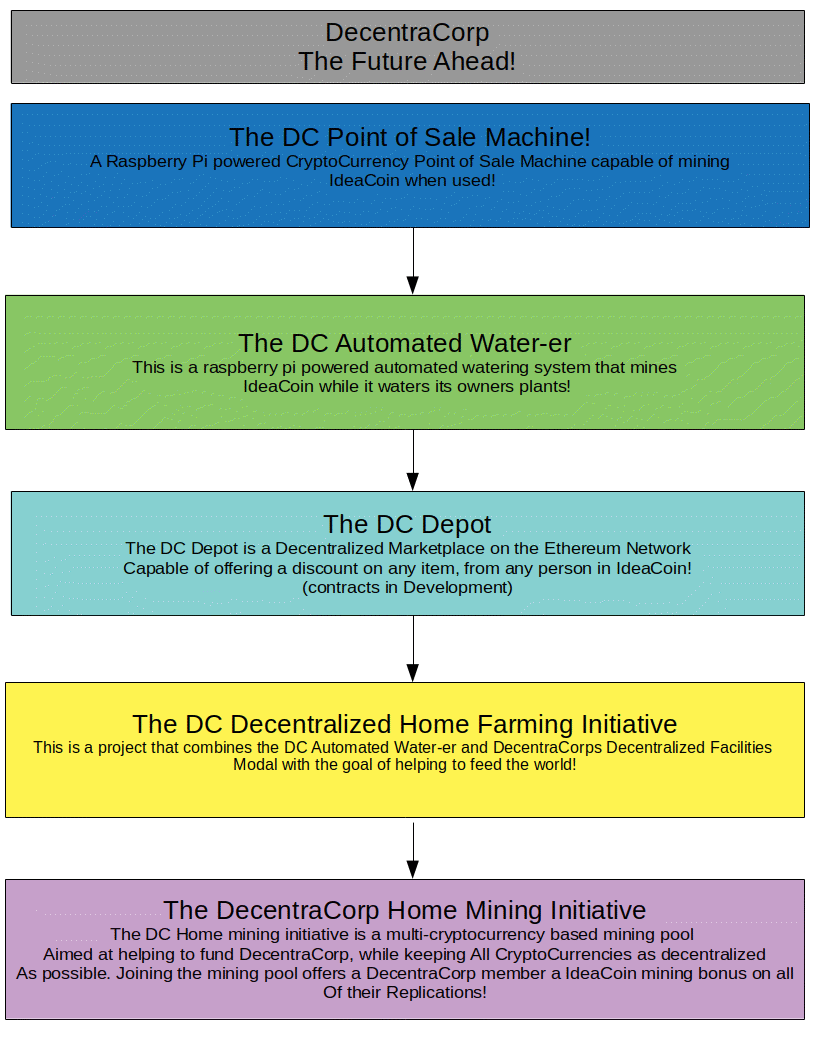 DecentraCorp
The Future Ahead!
The DC Point of Sale Machine!
A Raspberry Pi powered CryptoCurrency Point of Sale Machine capable of mining
IdeaCoin when used!
The DC Automated Water-er
This is a raspberry pi powered automated watering system that mines
IdeaCoin while it waters its owners plants!
The DC Depot
The DC Depot is a Decentralized Marketplace on the Ethereum Network
Capable of offering a discount on any item, from any person in IdeaCoin!
(contracts in Development)
The DC Decentralized Home Farming Initiative
This is a project that combines the DC Automated Water-er and DecentraCorps Decentralized Facilities
Modal with the goal of helping to feed the world!
The DecentraCorp Home Mining Initiative
The DC Home mining initiative is a multi-cryptocurrency based mining pool
Aimed at helping to fund DecentraCorp, while keeping All CryptoCurrencies as decentralized
As possible. Joining the mining pool offers a DecentraCorp member a IdeaCoin mining bonus on all
Of their Replications!